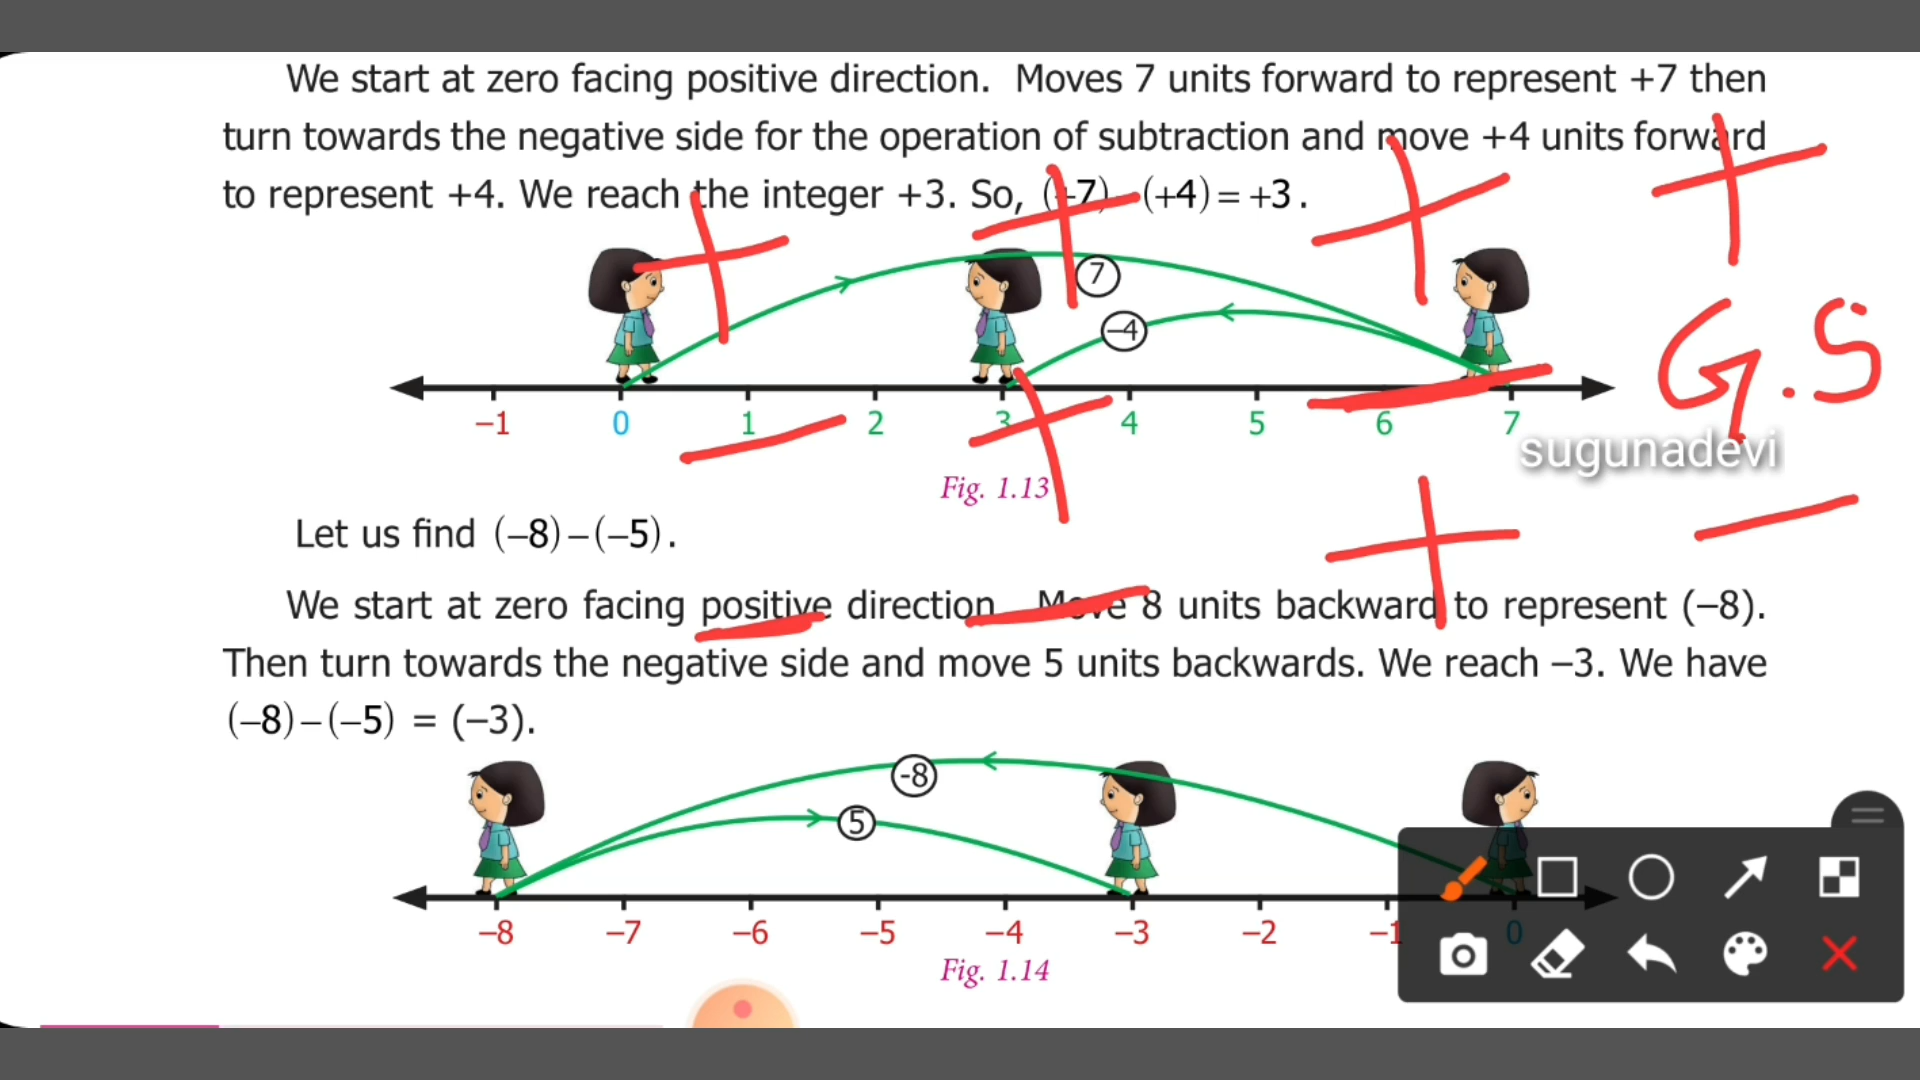 We start at zero facing positive direction. Moves 7 units forward to represent +7 then
turn towards the negative side for the operation of subtraction and move +4 units forward
to represent +4. We reach the integer +3. So, (+7)–(+4) = +3.
+ + + +
7
–4
G.S
–1 0 1 2 3 4 5 6 7
– + –
sugunadevi
Fig. 1.13
Let us find (–8)–(–5).
+ –
We start at zero facing positive direction. Move 8 units backward to represent (–8).
Then turn towards the negative side and move 5 units backwards. We reach –3. We have
(–8)–(–5) = (–3).
-8
5
–8 –7 –6 –5 –4 –3 –2 –1 0
Fig. 1.14